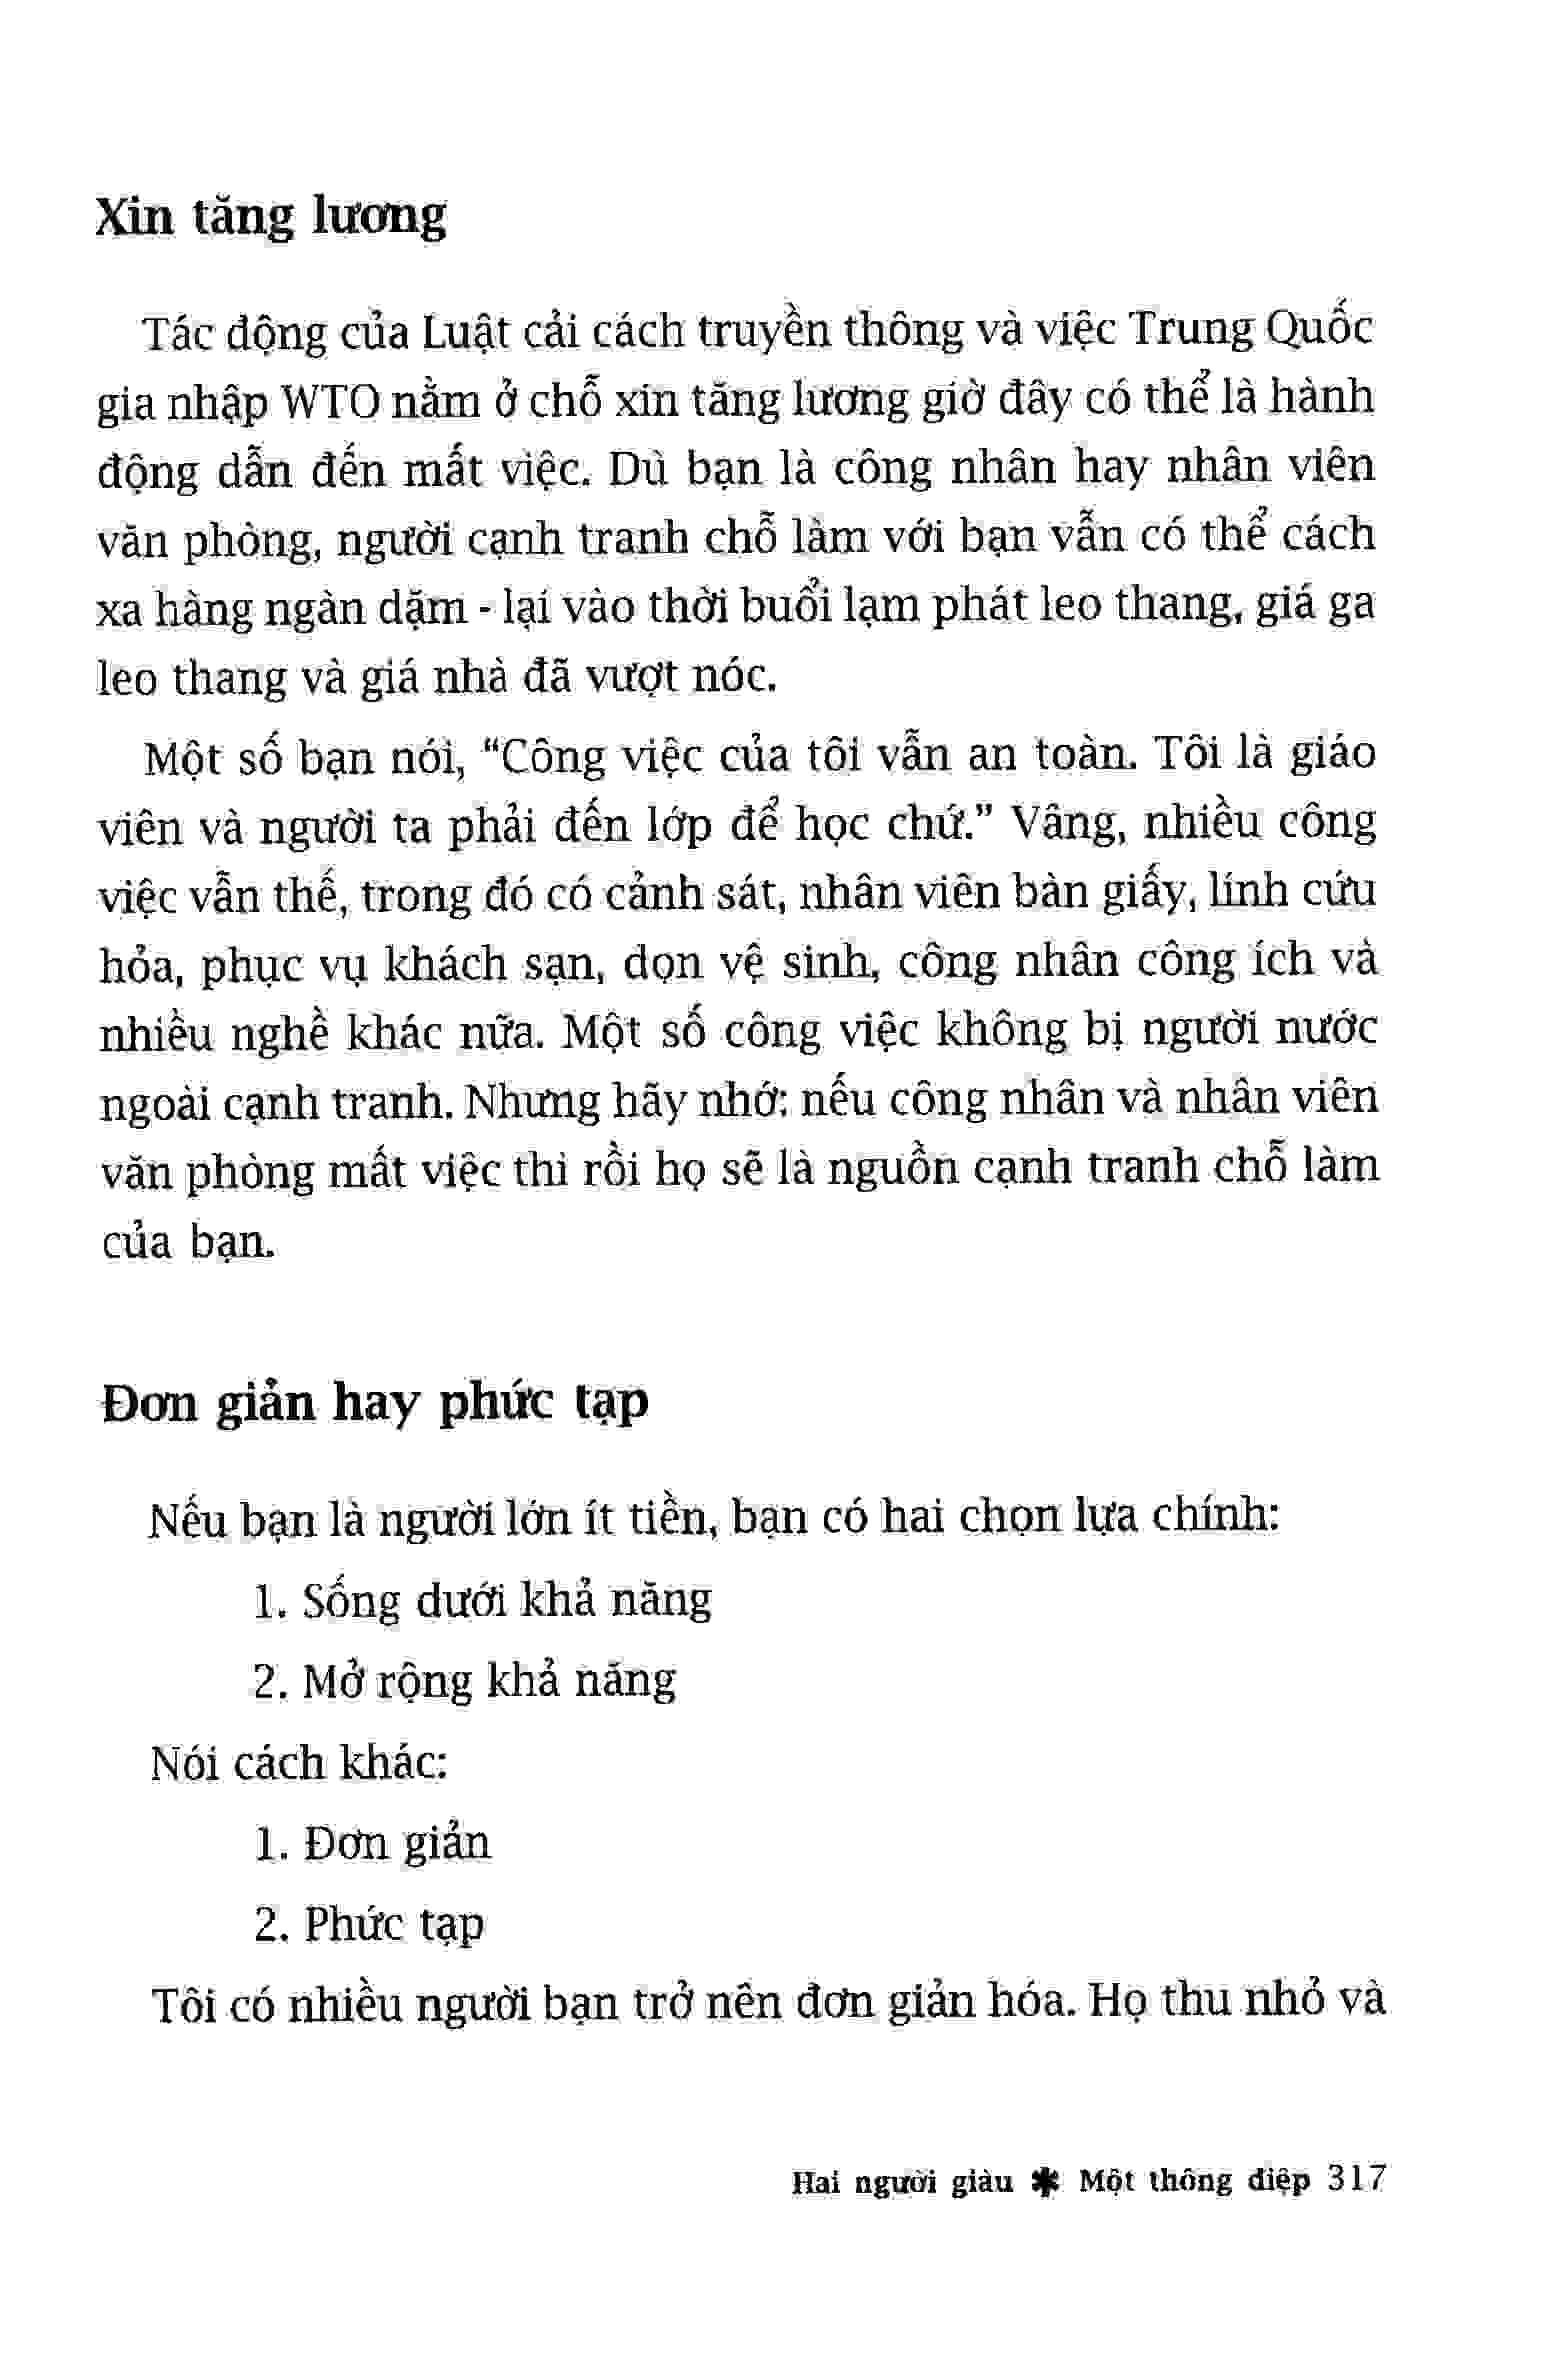 Xin tăng lương
Tác động của Luật cải cách truyền thông và việc Trung Quốc
gia nhập WTO nằm ở chỗ xin tăng lương giờ đây có thể là hành
động dẫn đến mất việc. Dù bạn là công nhân hay nhân viên
văn phòng, người cạnh tranh chỗ làm với bạn vẫn có thể cách
xa hàng ngàn dặm - lại vào thời buổi lạm phát leo thang, giá ga
leo thang và giá nhà đã vượt nóc.
Một số bạn nói, “Công việc của tôi vẫn an toàn. Tôi là giáo
viên và người ta phải đến lớp để học chứ.” Vâng, nhiều công
việc vẫn thế, trong đó có cảnh sát, nhân viên bàn giấy, lính cứu
hỏa, phục vụ khách sạn, dọn vệ sinh, công nhân công ích và
nhiều nghề khác nữa. Một số công việc không bị người nước
ngoài cạnh tranh. Nhưng hãy nhớ: nếu công nhân và nhân viên
văn phòng mất việc thì rồi họ sẽ là nguồn cạnh tranh chỗ làm
của bạn.
Đơn giản hay phức tạp
Nếu bạn là người lớn ít tiền, bạn có hai chọn lựa chính:
1. Sống dưới khả năng
2. Mở rộng khả năng
Nói cách khác:
1. Đơn giản
2. Phức tạp
Tôi có nhiều người bạn trở nên đơn giản hóa. Họ thu nhỏ và
Hai người giàu ✱ Một thông điệp 317